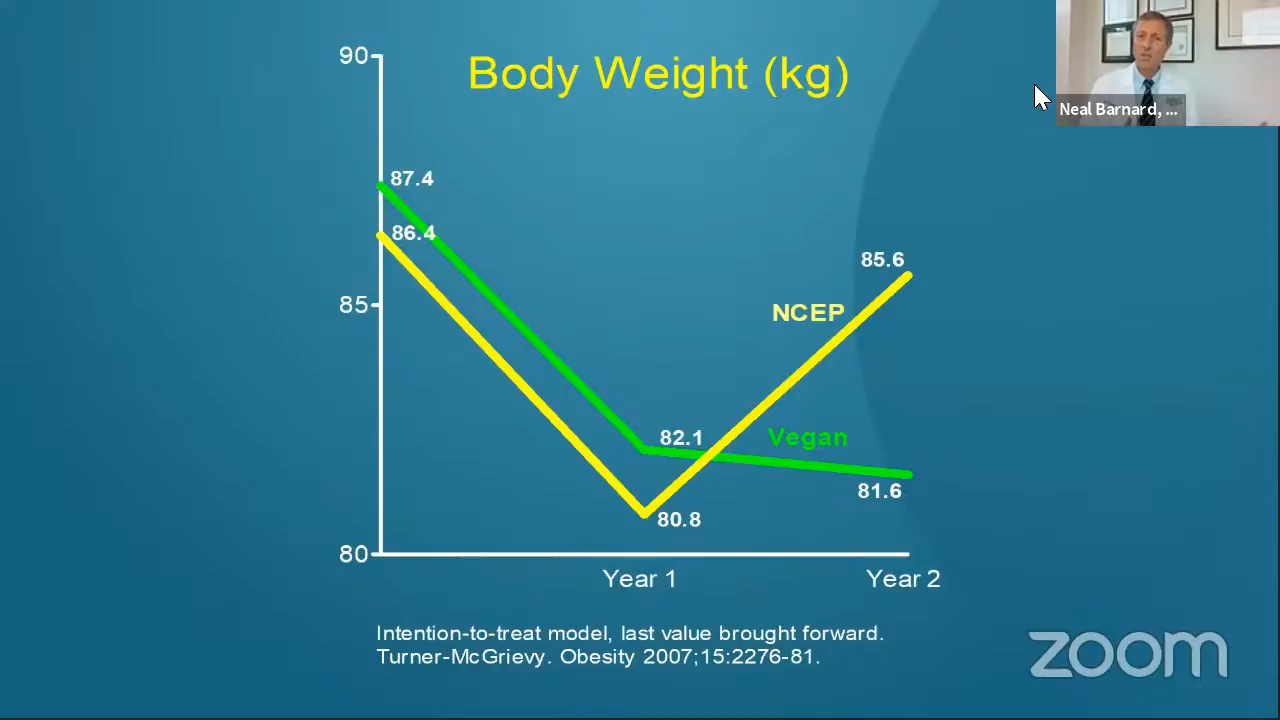 Body Weight (kg)
90
85
80
87.4
86.4
82.1
80.8
85.6
81.6
NCEP
Vegan
Year 1
Year 2
Intention-to-treat model, last value brought forward.
Turner-McGrievy. Obesity 2007;15:2276-81.
Neal Barnard, ...
zoom